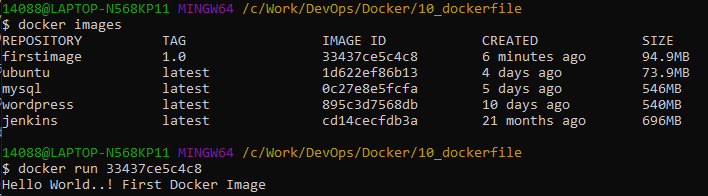 14088@LAPTOP-N568KP11 MINGW64 /c/Work/DevOps/Docker/10_dockerfile
$ docker images
REPOSITORY TAG IMAGE ID CREATED SIZE
firstimage 1.0 33437ce5c4c8 6 minutes ago 94.9MB
ubuntu latest 1d622ef86b13 4 days ago 73.9MB
mysql latest 0c27e8e5fcfa 5 days ago 546MB
wordpress latest 895c3d7568db 10 days ago 540MB
jenkins latest cd14cecfdb3a 21 months ago 696MB
14088@LAPTOP-N568KP11 MINGW64 /c/Work/DevOps/Docker/10_dockerfile
$ docker run 33437ce5c4c8
Hello World..! First Docker Image